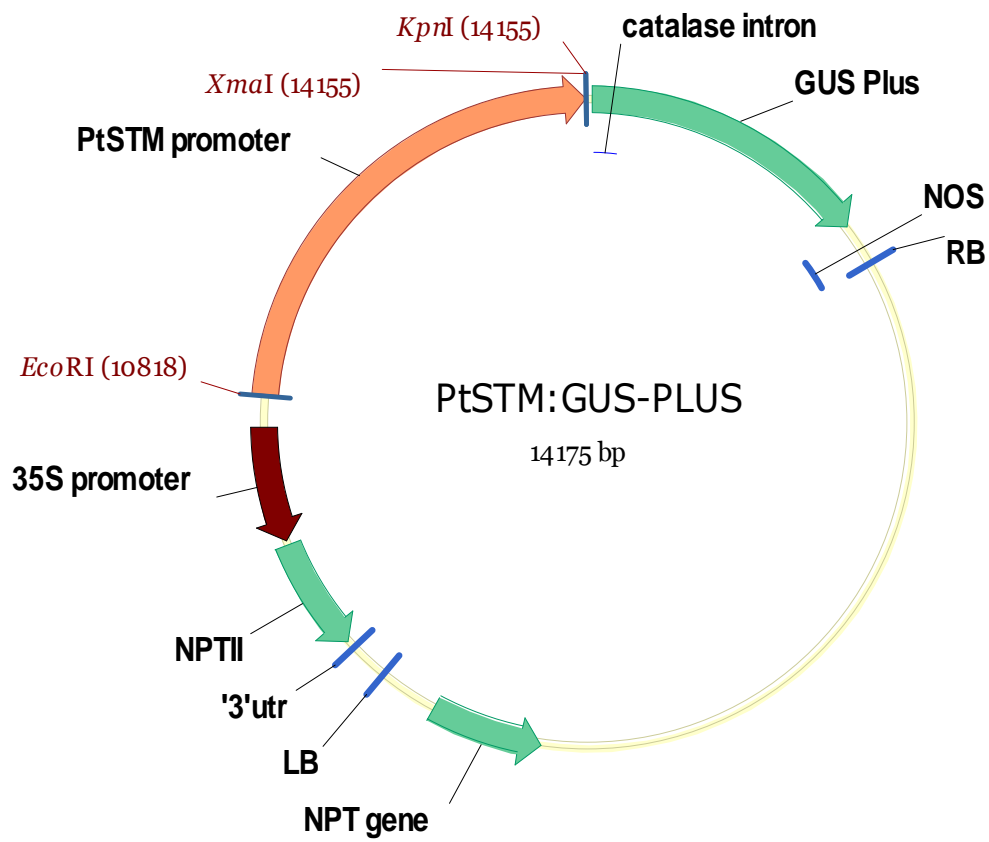 KpnI (14155)
catalase intron
XmaI (14155)
GUS Plus
PtSTM promoter
NOS
RB
EcoRI (10818)
PtSTM:GUS-PLUS
14175 bp
35S promoter
NPTII
'3'utr
LB
NPT gene